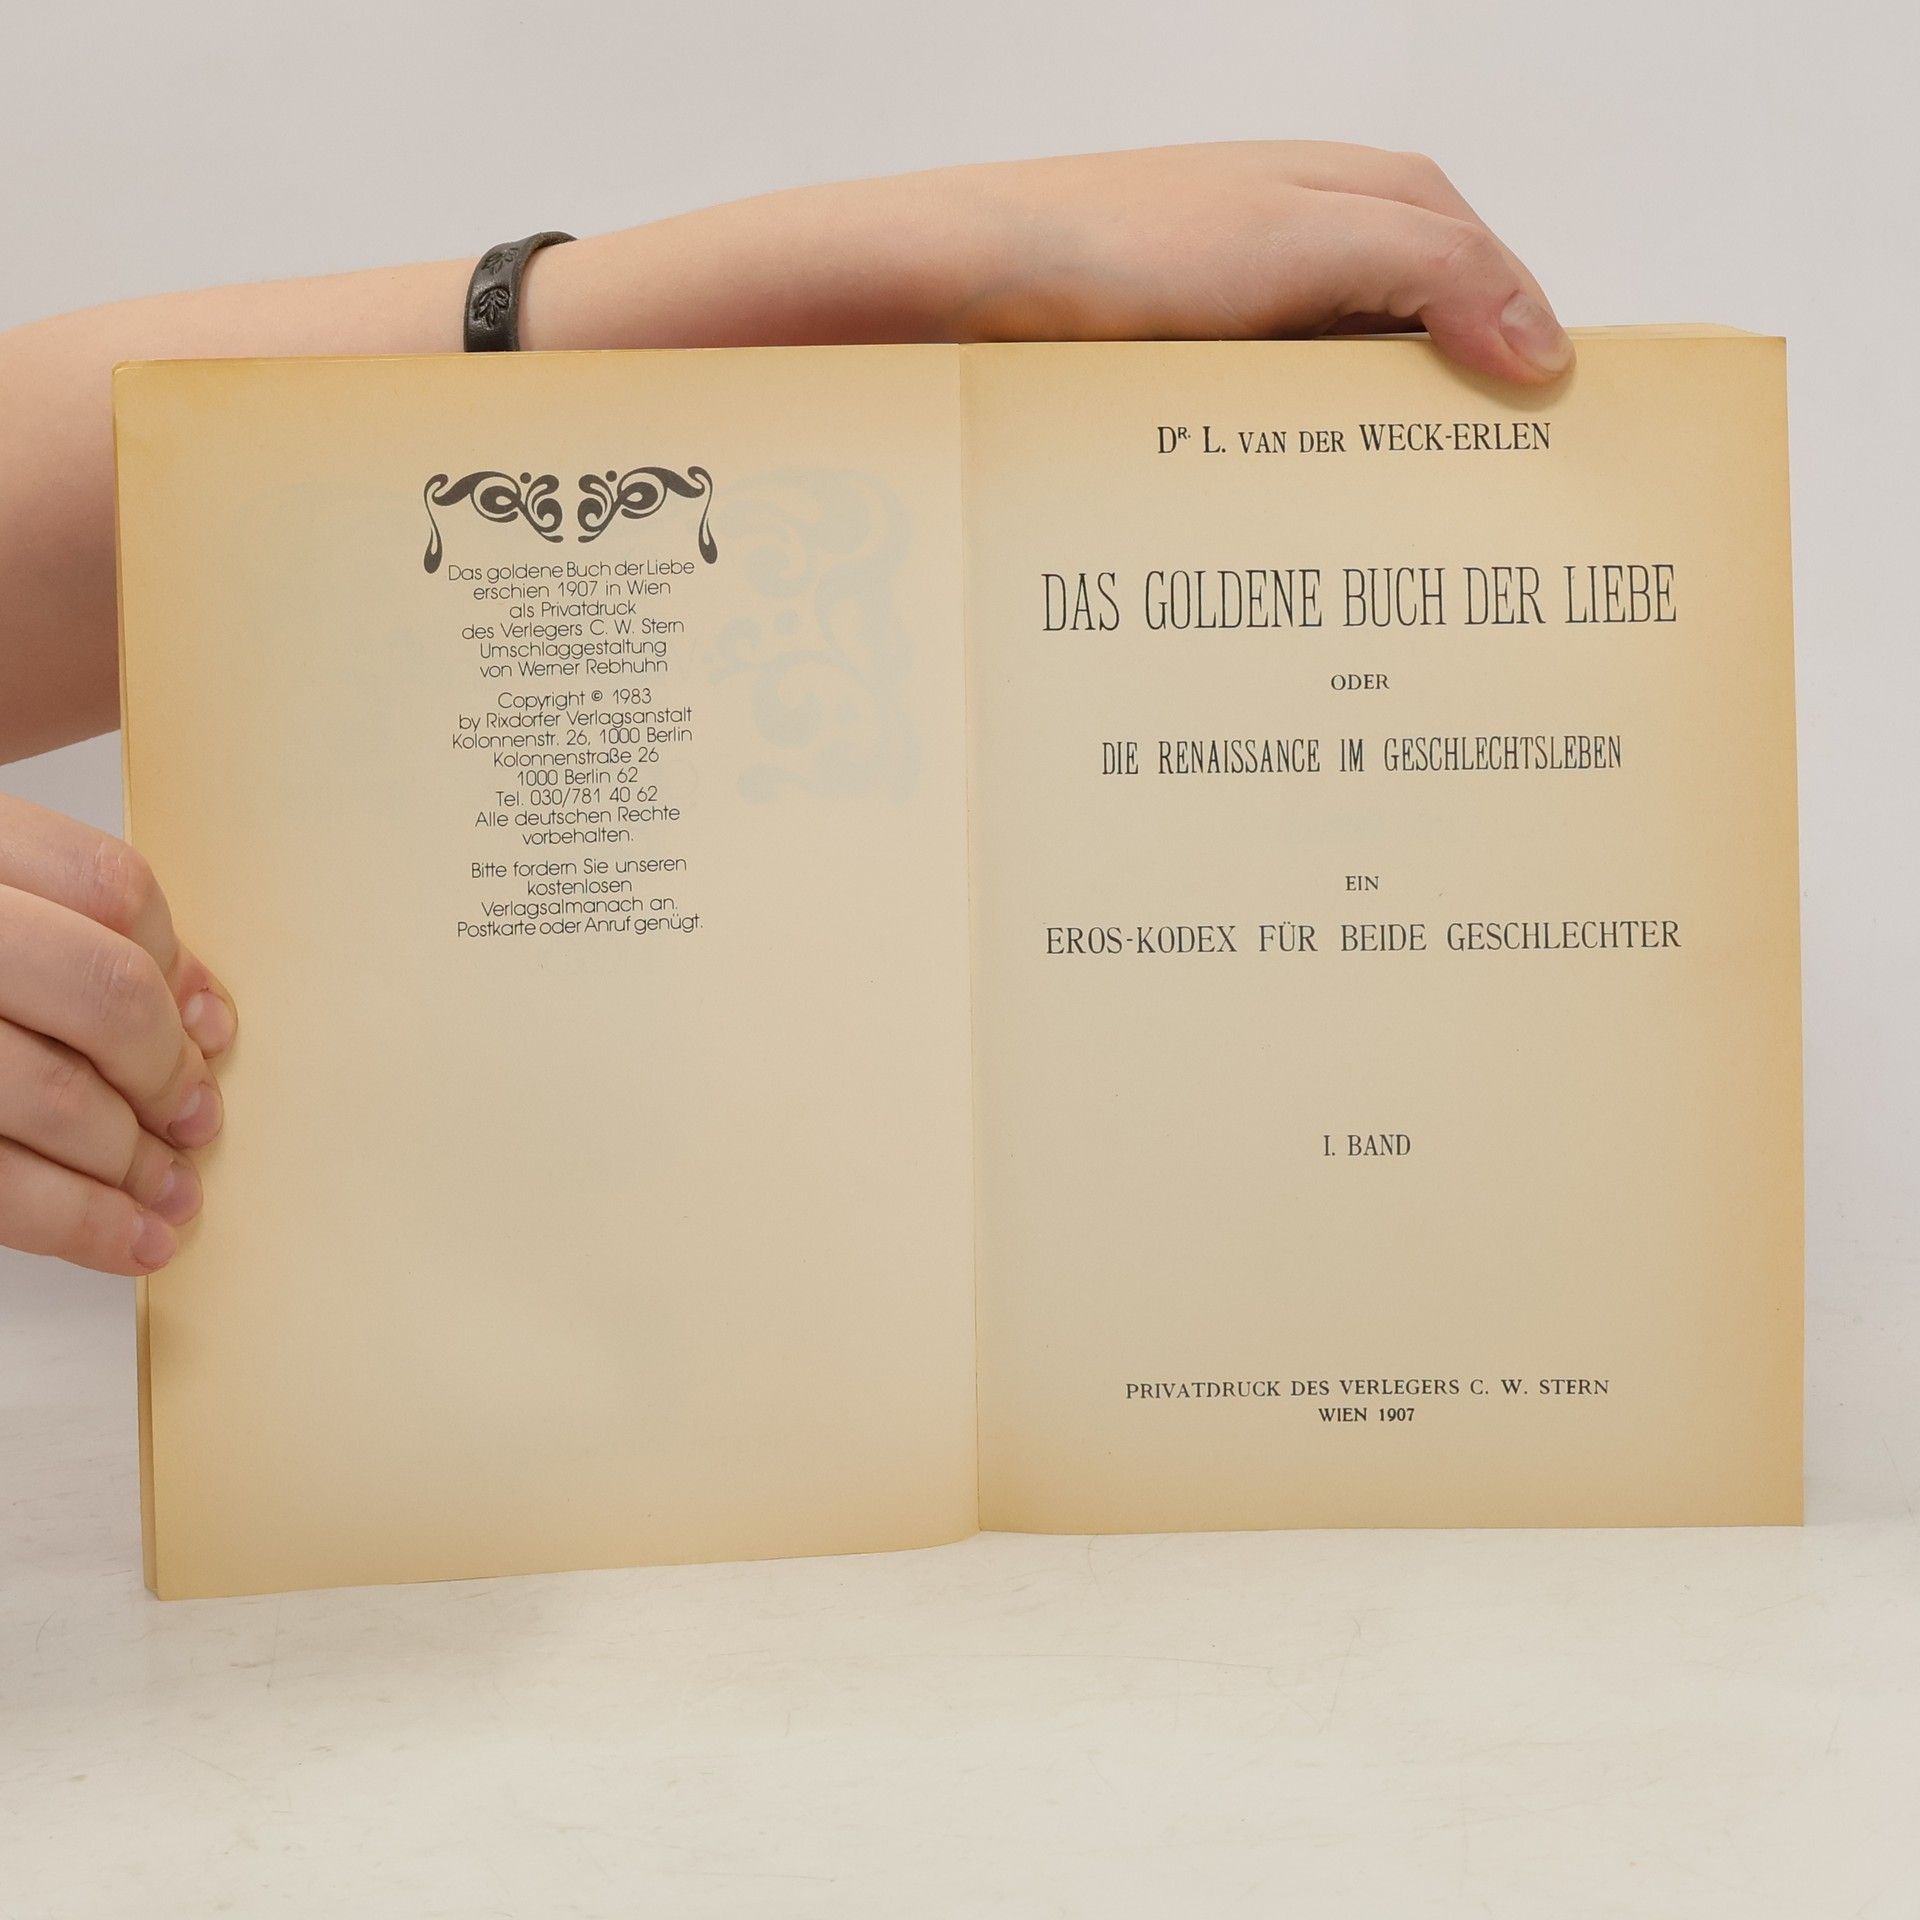 Das goldene Buch der Liebe
erschien 1907 in Wien
als Privatdruck
des Verlegers C. W. Stern
Umschlaggestaltung
von Werner Rebhuhn
Copyright © 1983
by Rixdorfer Verlagsanstalt
Kolonnenstr. 26, 1000 Berlin
Kolonnenstraße 26
1000 Berlin 62
Tel. 030/781 40 62
Alle deutschen Rechte
vorbehalten.
Bitte fordern Sie unseren
kostenlosen
Verlagsalmanach an.
Postkarte oder Anruf genügt.
DR. L. VAN DER WECK-ERLEN
DAS GOLDENE BUCH DER LIEBE
ODER
DIE RENAISSANCE IM GESCHLECHTSLEBEN
EIN
EROS-KODEX FÜR BEIDE GESCHLECHTER
I. BAND
PRIVATDRUCK DES VERLEGERS C. W. STERN
WIEN 1907